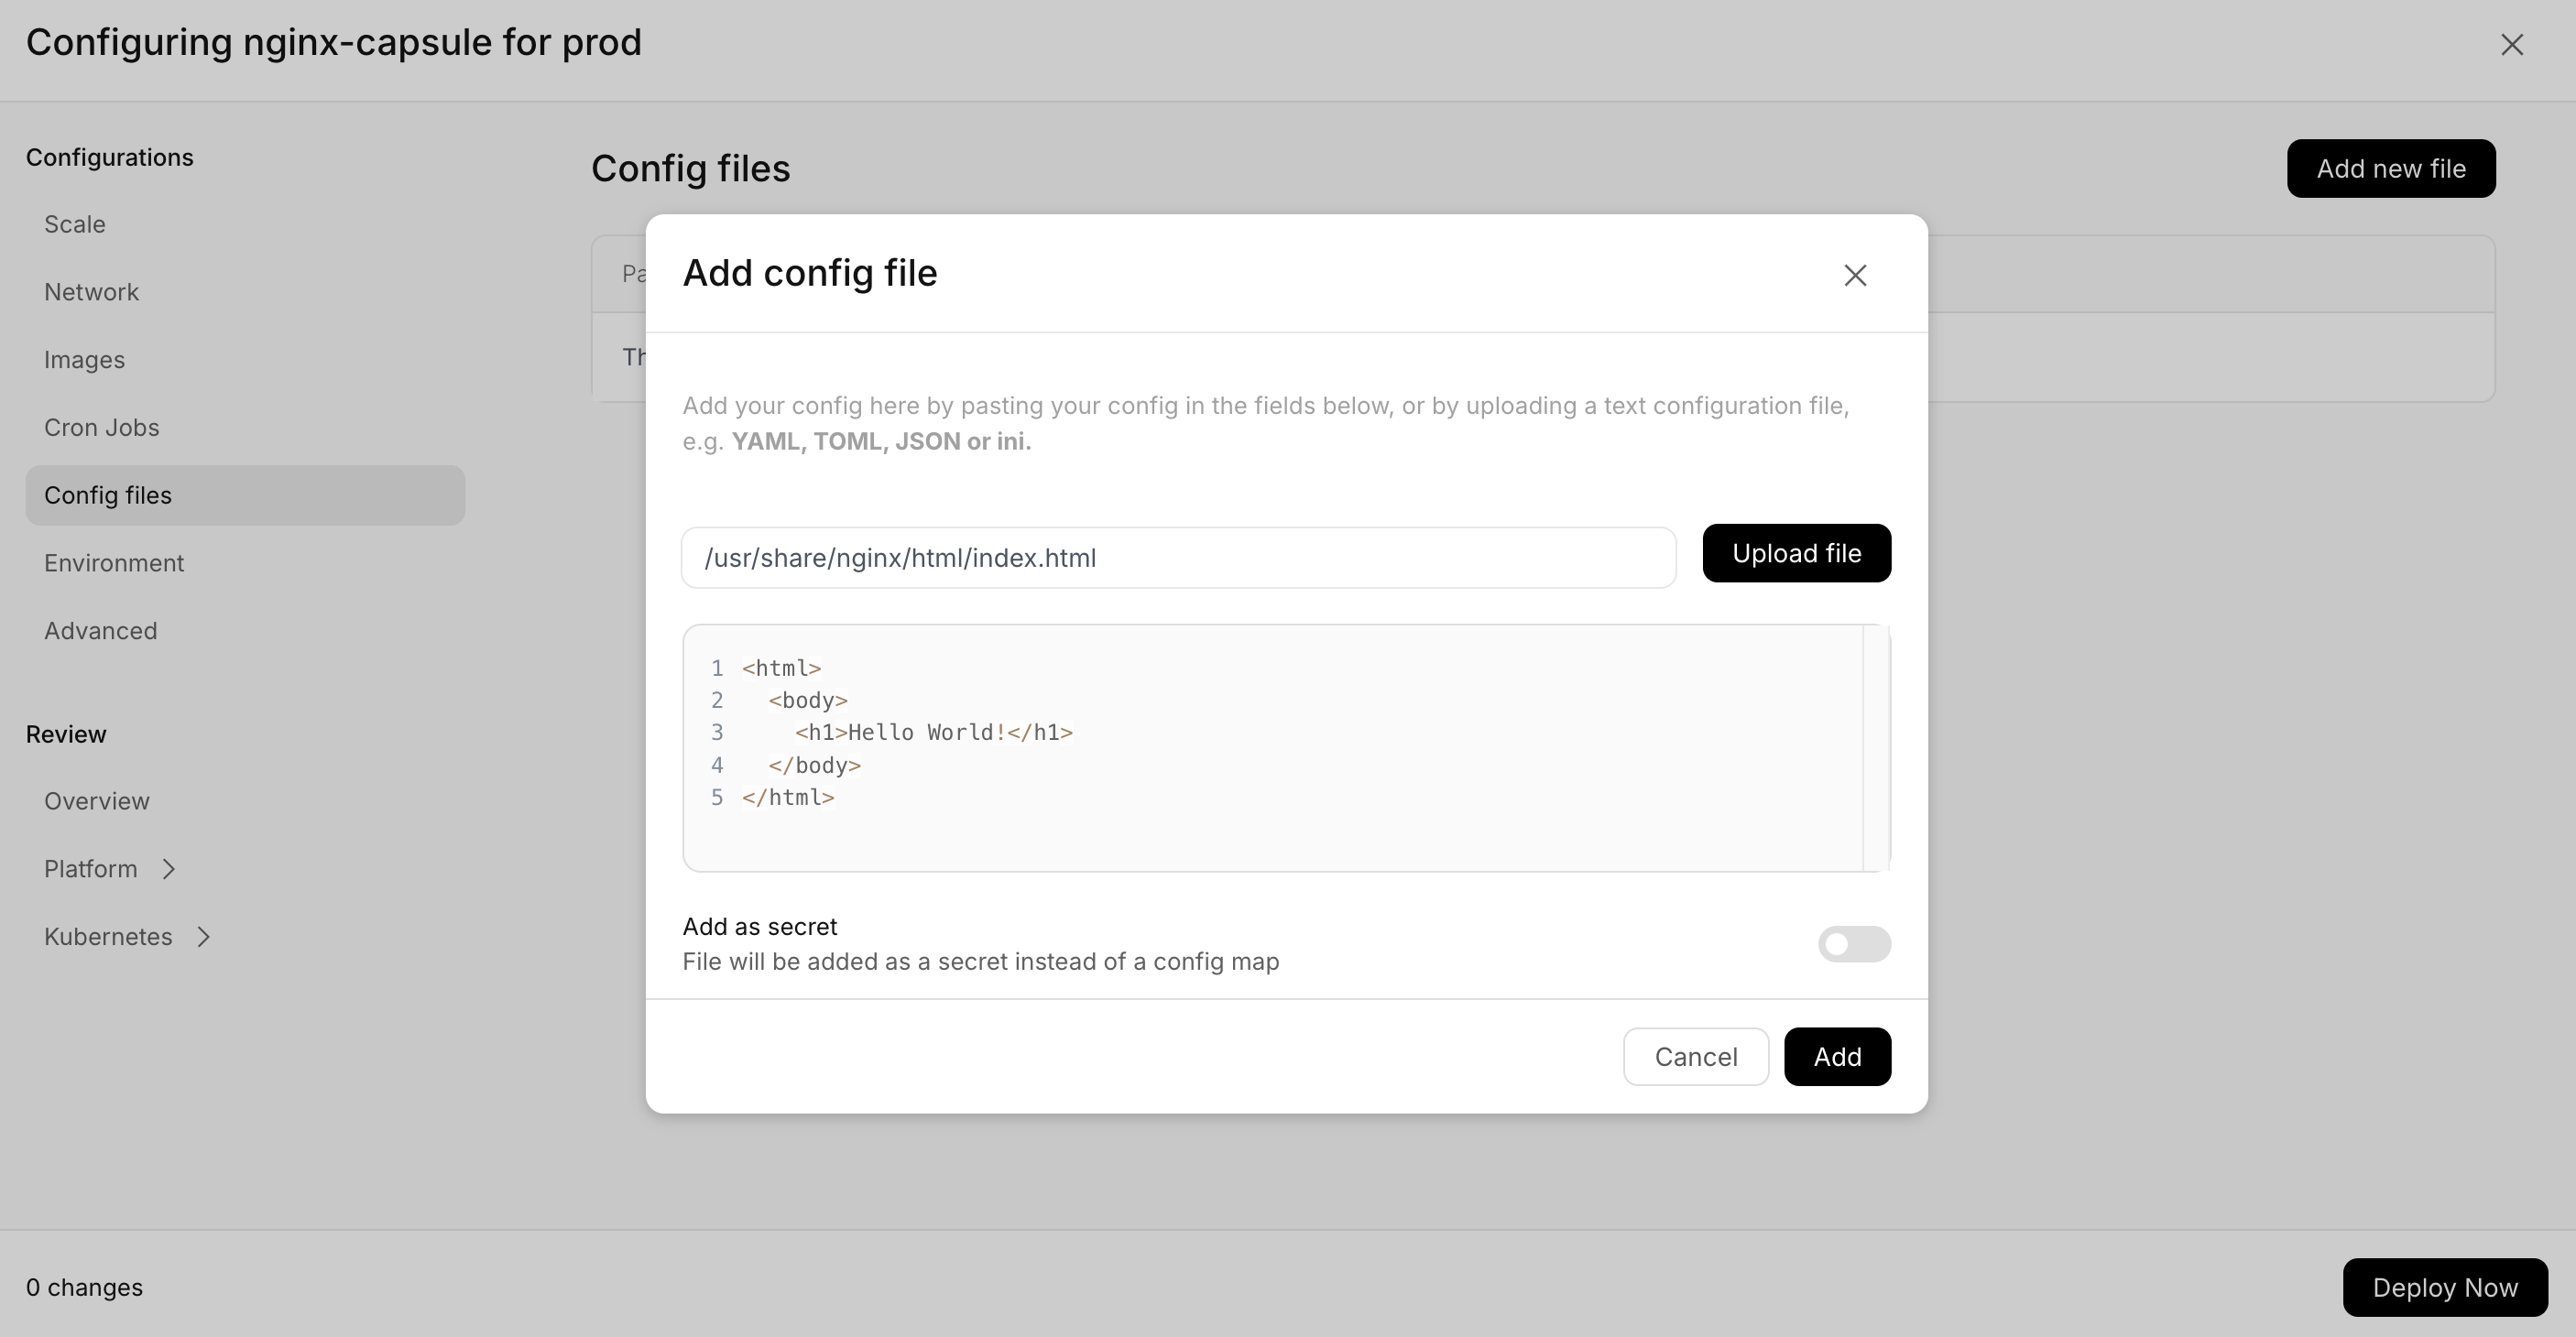 Configuring nginx-capsule for prod
Configurations
Scale
Network
Images
Cron Jobs
Config files
Environment
Advanced
Review
Overview
Platform
Kubernetes
Config files
Add new file
Add config file
Add your config here by pasting your config in the fields below, or by uploading a text configuration file,
e.g. YAML, TOML, JSON or ini.
/usr/share/nginx/html/index.html
Upload file
1 <html>
2   <body>
3     <h1>Hello World!</h1>
4   </body>
5 </html>
Add as secret
File will be added as a secret instead of a config map
Cancel
Add
0 changes
Deploy Now